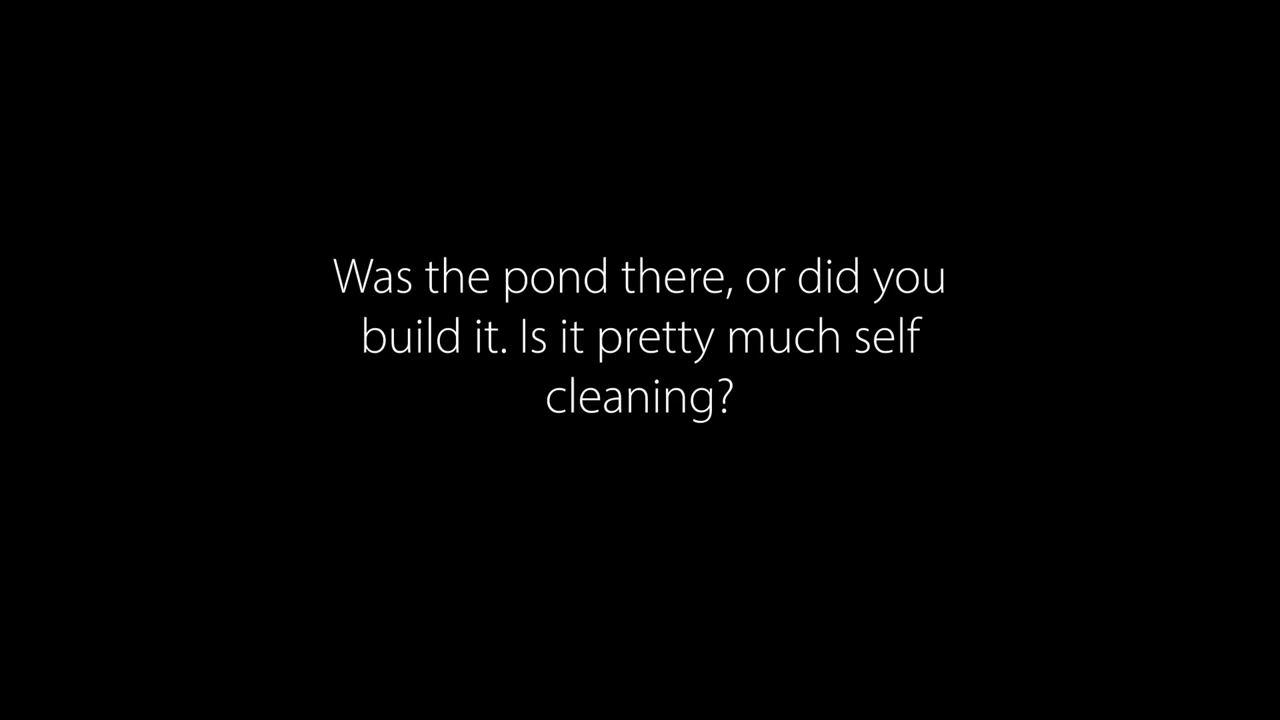 Was the pond there, or did you
build it. Is it pretty much self
cleaning?